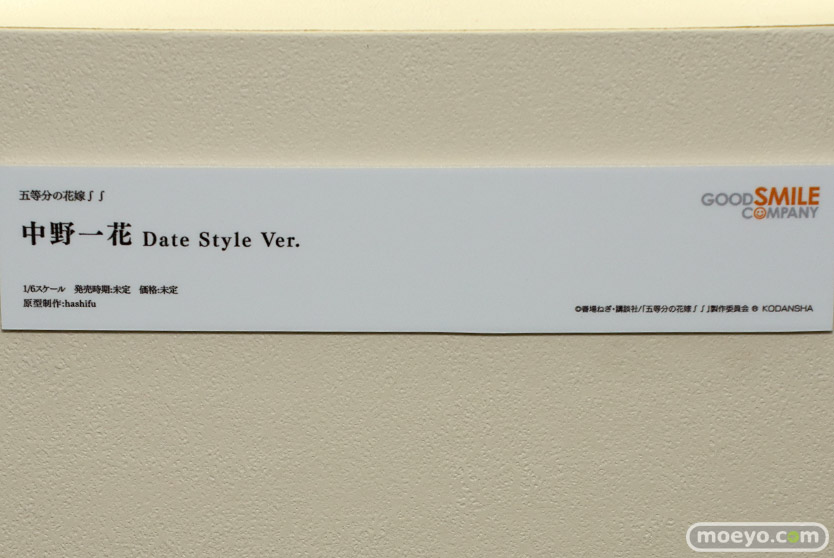 五等分の花嫁∬
中野一花 Date Style Ver.
1/6スケール　発売時期:未定　価格:未定
原型制作:hashifu
GOOD SMILE
COMPANY
©春場ねぎ・講談社/「五等分の花嫁∬」製作委員会 ℗ KODANSHA
moeyo.com